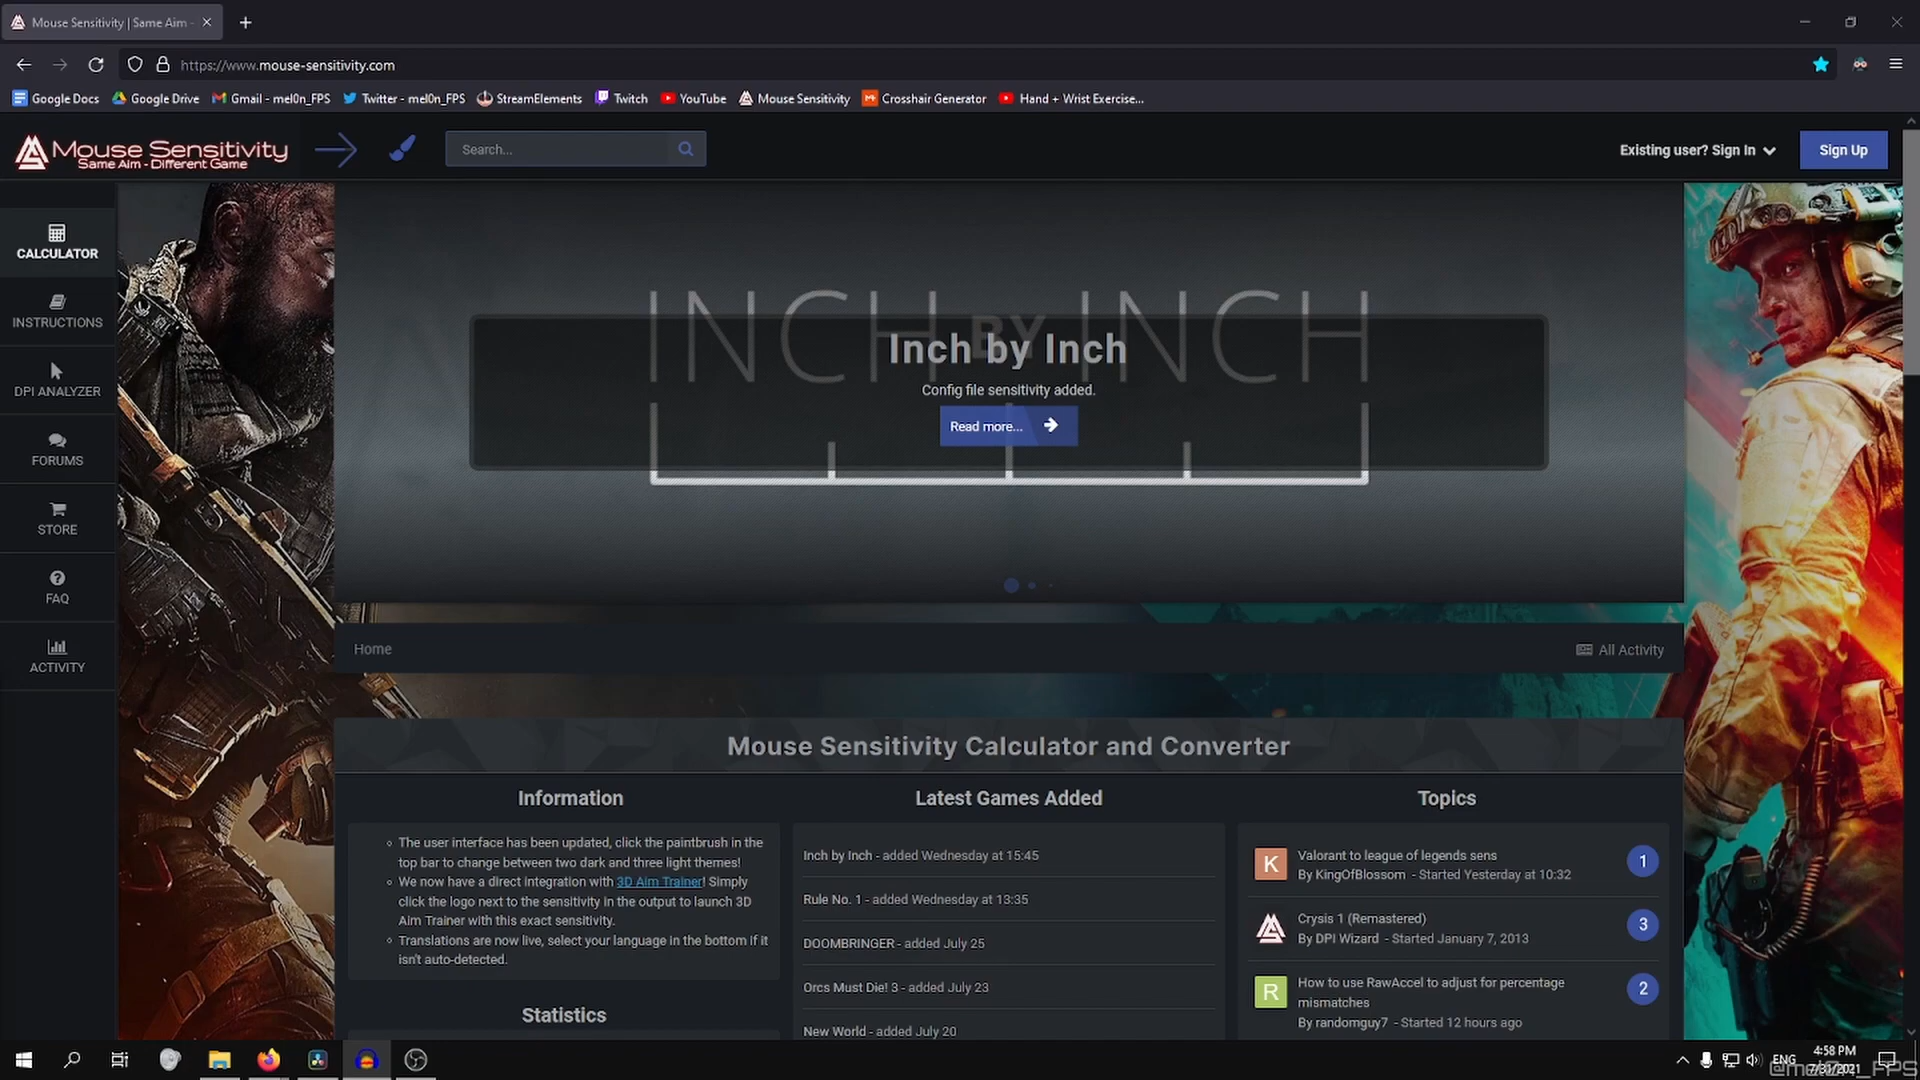 Mouse Sensitivity | Same Aim -
https://www.mouse-sensitivity.com
Google Docs
Google Drive
Gmail - mel0n_FPS
Twitter - mel0n_FPS
StreamElements
Twitch
YouTube
Mouse Sensitivity
Crosshair Generator
Hand + Wrist Exercise...
Mouse Sensitivity
Same Aim - Different Game
Search...
Existing user? Sign In
Sign Up
CALCULATOR
INSTRUCTIONS
DPI ANALYZER
FORUMS
STORE
FAQ
ACTIVITY
INCH BY INCH
Inch by Inch
Config file sensitivity added.
Read more...
Home
All Activity
Mouse Sensitivity Calculator and Converter
Information
The user interface has been updated, click the paintbrush in the
top bar to change between two dark and three light themes!
We now have a direct integration with 3D Aim Trainer! Simply
click the logo next to the sensitivity in the output to launch 3D
Aim Trainer with this exact sensitivity.
Translations are now live, select your language in the bottom if it
isn't auto-detected.
Statistics
Latest Games Added
Inch by Inch - added Wednesday at 15:45
Rule No. 1 - added Wednesday at 13:35
DOOMBRINGER - added July 25
Orcs Must Die! 3 - added July 23
New World - added July 20
Topics
K
Valorant to league of legends sens
By KingOfBlossom - Started Yesterday at 10:32
1
Crysis 1 (Remastered)
By DPI Wizard - Started January 7, 2013
3
R
How to use RawAccel to adjust for percentage
mismatches
By randomguy7 - Started 12 hours ago
2
ENG
4:58 PM
7/31/2021
@mel0n_FPS